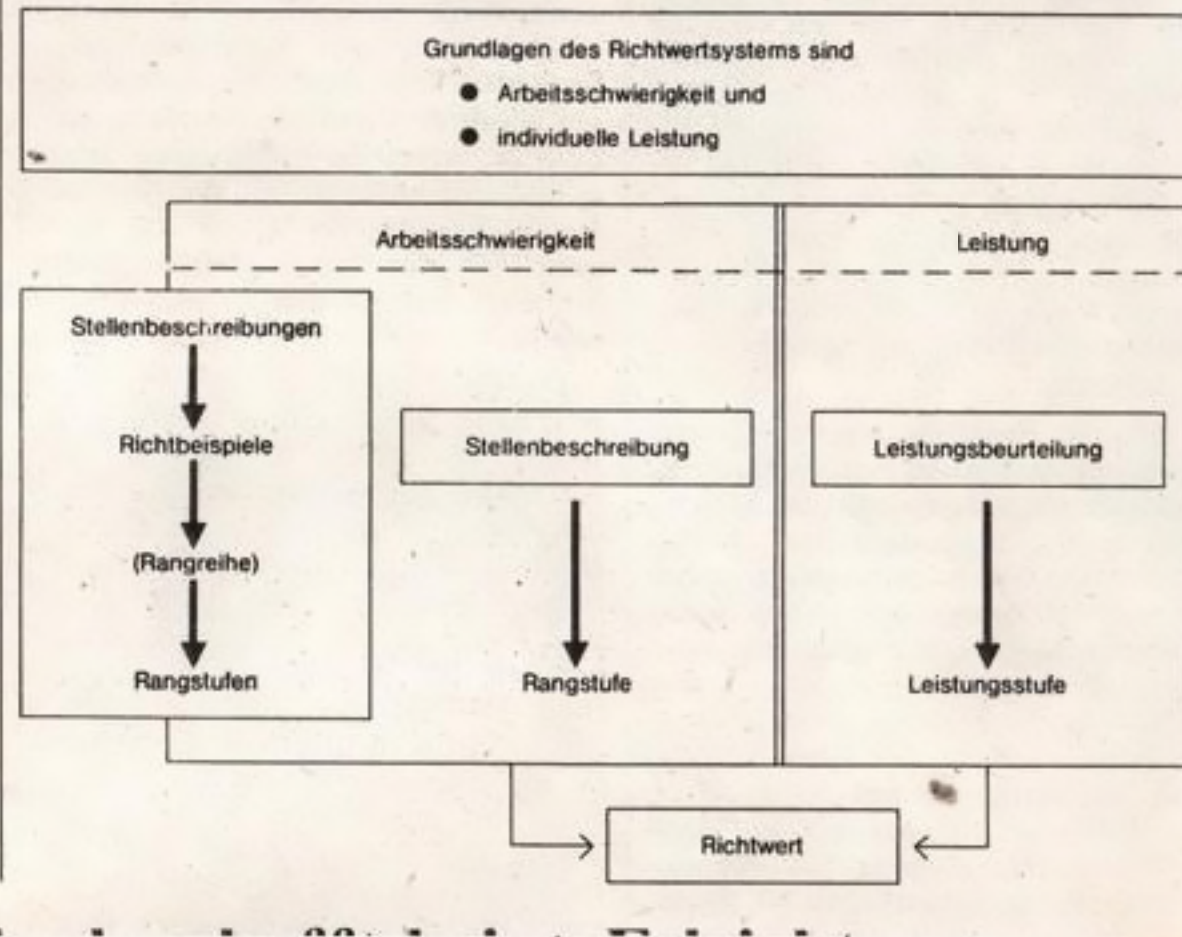 Grundlagen des Richtwertsystems sind
● Arbeitsschwierigkeit und
● individuelle Leistung
Arbeitsschwierigkeit
Leistung
Stellenbeschreibungen
Richtbeispiele
(Rangreihe)
Rangstufen
Stellenbeschreibung
Rangstufe
Leistungsbeurteilung
Leistungsstufe
Richtwert